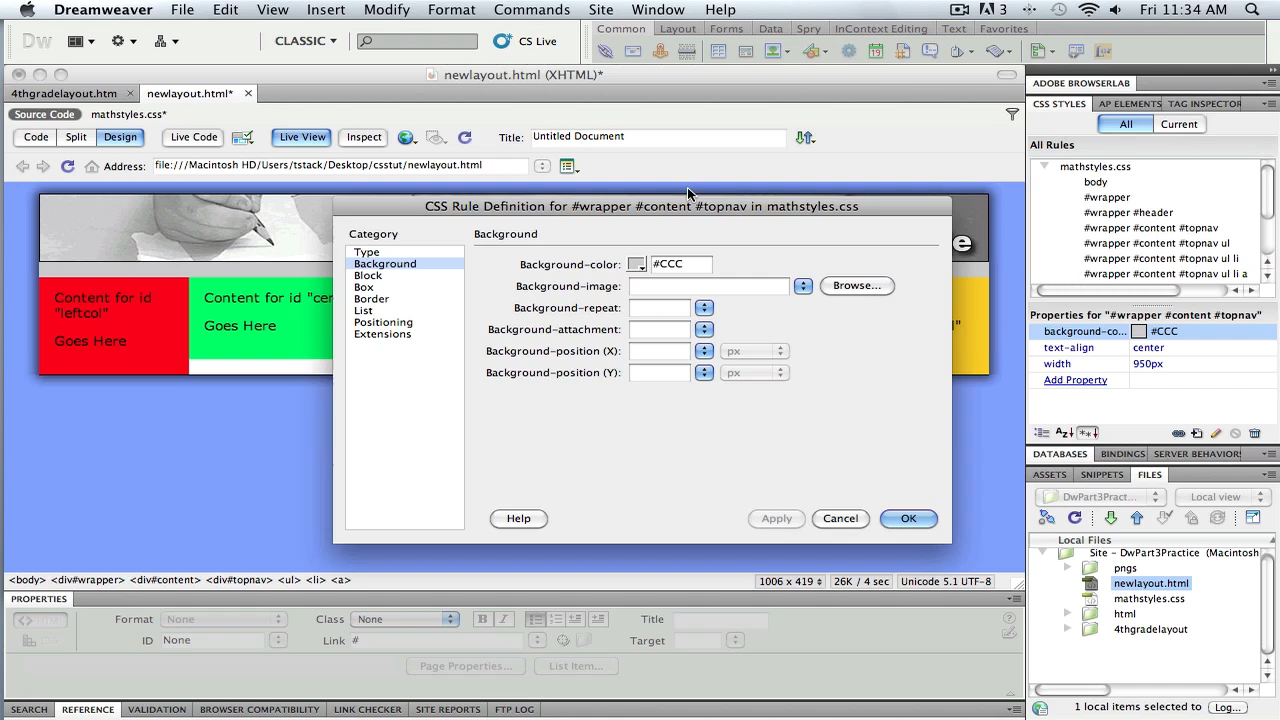 Dreamweaver File Edit View Insert Modify Format Commands Site Window Help 3 Fri 11:34 AM
Dw CLASSIC CS Live
Common Layout Forms Data Spry InContext Editing Text Favorites
newlayout.html (XHTML)*
4thgradelayout.htm newlayout.html*
Source Code mathstyles.css*
Code Split Design Live Code Live View Inspect Title: Untitled Document
Address: file:///Macintosh HD/Users/tstack/Desktop/csstut/newlayout.html
e
Content for id "leftcol"
Goes Here
Content for id "cen
Goes Here
"
CSS Rule Definition for #wrapper #content #topnav in mathstyles.css
Category
Type
Background
Block
Box
Border
List
Positioning
Extensions
Background
Background-color: #CCC
Background-image: Browse...
Background-repeat:
Background-attachment:
Background-position (X): px
Background-position (Y): px
Help Apply Cancel OK
<body> <div#wrapper> <div#content> <div#topnav> <ul> <li> <a> 1006 x 419 26K / 4 sec Unicode 5.1 UTF-8
PROPERTIES
Format None Class None B I Title
ID None Link # Target
Page Properties... List Item...
SEARCH REFERENCE VALIDATION BROWSER COMPATIBILITY LINK CHECKER SITE REPORTS FTP LOG
ADOBE BROWSERLAB
CSS STYLES AP ELEMENTS TAG INSPECTOR
All Current
All Rules
mathstyles.css
body
#wrapper
#wrapper #header
#wrapper #content #topnav
#wrapper #content #topnav ul
#wrapper #content #topnav ul li
#wrapper #content #topnav ul li a
Properties for "#wrapper #content #topnav"
background-co... #CCC
text-align center
width 950px
Add Property
DATABASES BINDINGS SERVER BEHAVIORS
ASSETS SNIPPETS FILES
DwPart3Pract... Local view
Local Files
Site - DwPart3Practice (Macintosh
pngs
newlayout.html
mathstyles.css
html
4thgradelayout
1 local items selected to Log...